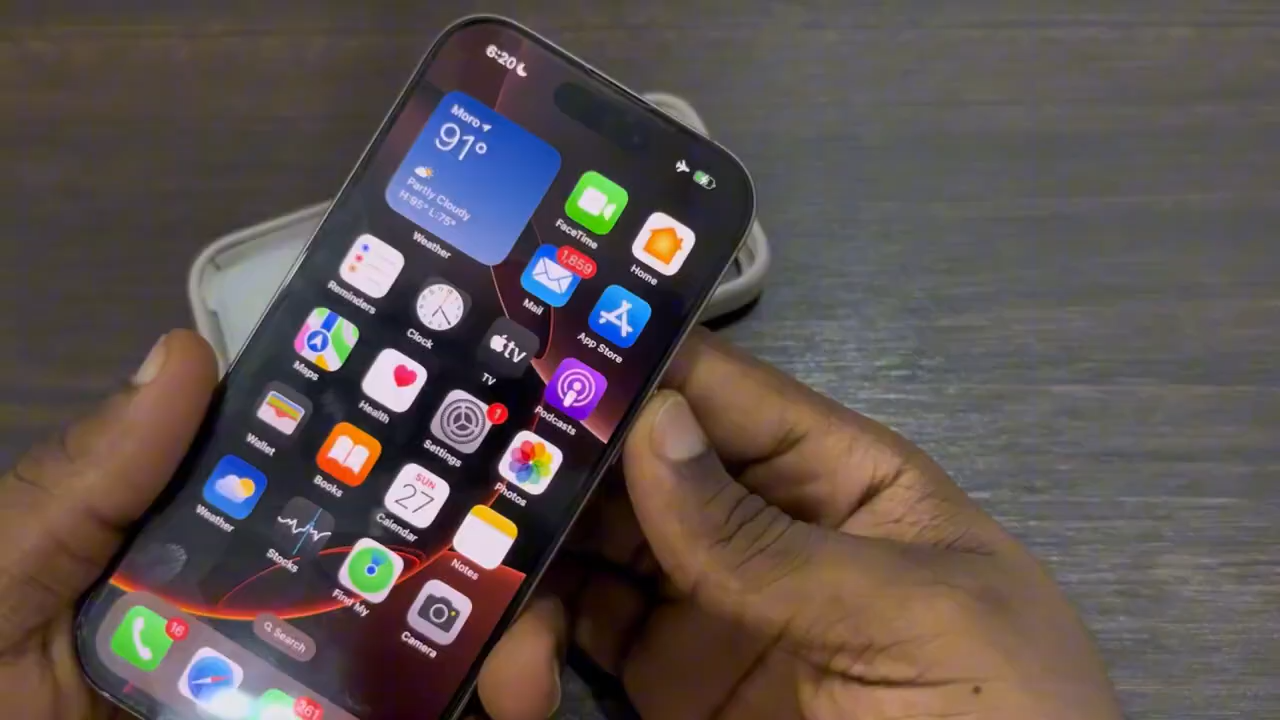 6:20
Moro
91°
Partly Cloudy
H:95° L:75°
Weather
FaceTime
Home
1,859
Mail
App Store
Reminders
Clock
tv
TV
Podcasts
Maps
Health
1
Settings
Photos
Wallet
Books
SUN
27
Calendar
Notes
Weather
Stocks
Find My
Camera
Search
16
261